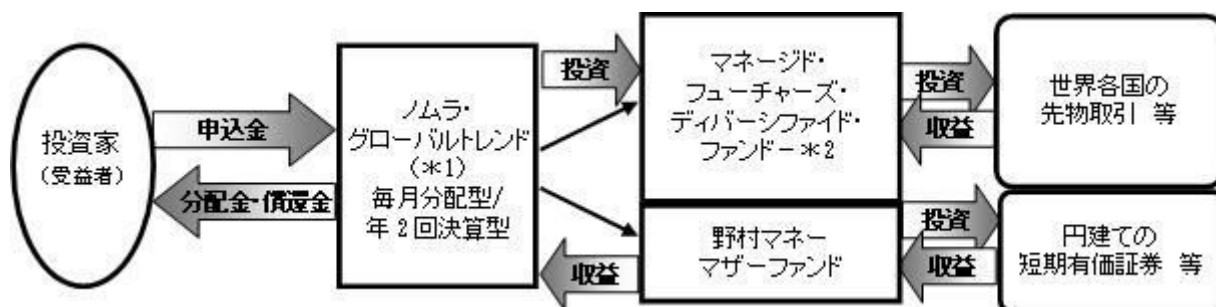 投資家
(受益者)
申込金
分配金・償還金
ノムラ・
グローバルトレンド
(*1)
毎月分配型/
年2回決算型
投資
収益
マネージド・
フューチャーズ・
ディバーシファイド・
ファンド-*2
野村マネー
マザーファンド
投資
収益
投資
収益
世界各国の
先物取引 等
円建ての
短期有価証券 等